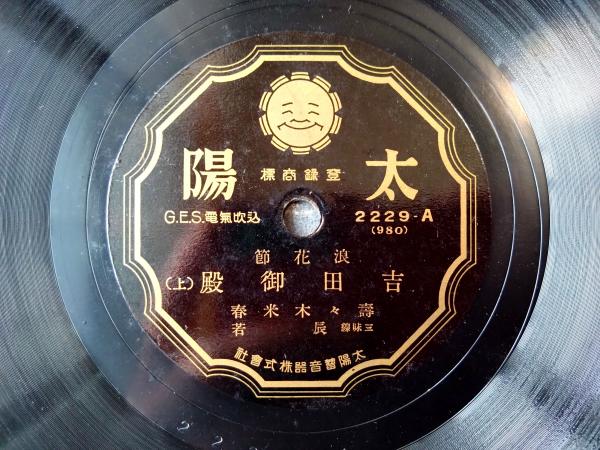 太陽
登錄商標
G.E.S.電氣吹込
2229-A
(980)
浪花節
吉田御殿(上)
壽々木米春
三味線 辰若
太陽蓄音器株式會社